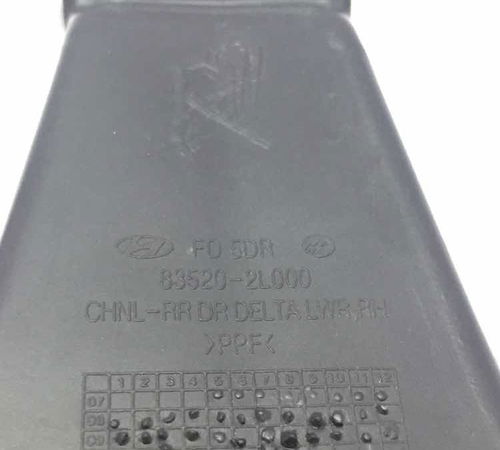 FD 5DR
83520-2L000
CHNL-RR DR DELTA LWR,RH
>PPF<
1 2 3 4 5 6 7 8 9 10 11 12
07
08
09